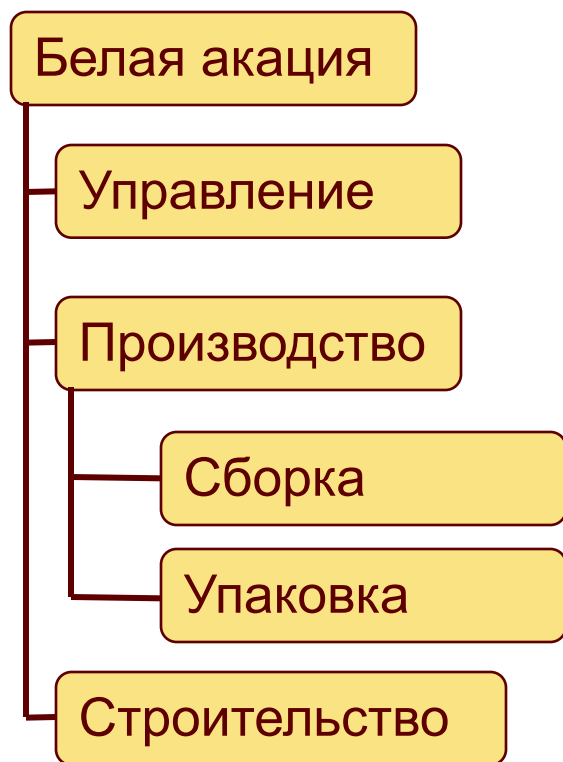 Белая акация
Управление
Производство
Сборка
Упаковка
Строительство